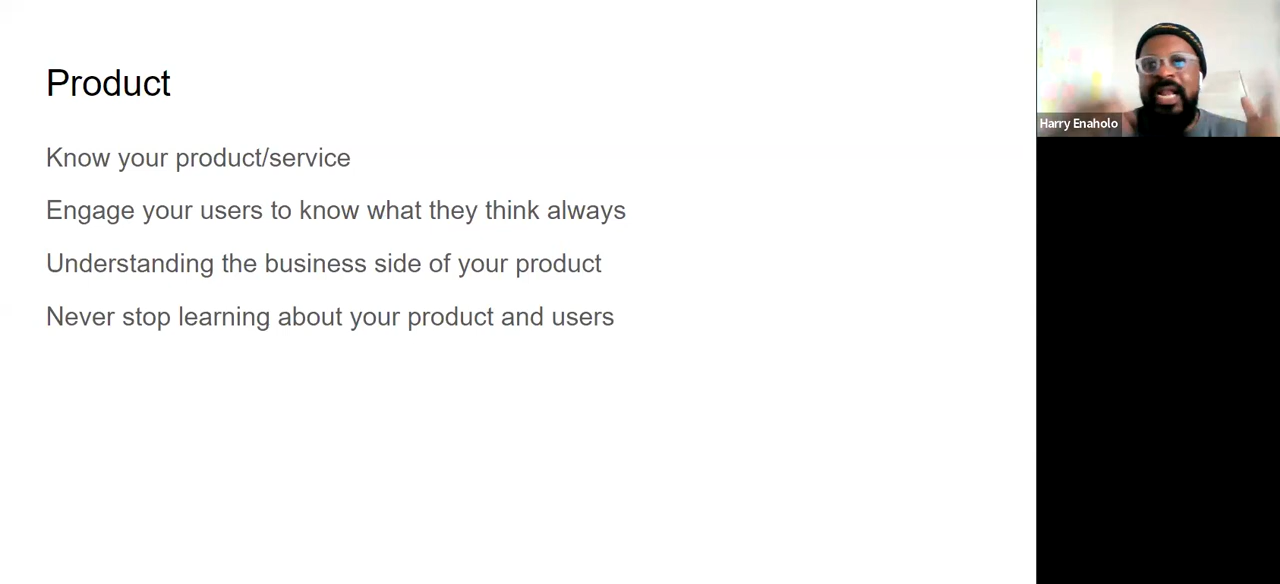 Product
Know your product/service
Engage your users to know what they think always
Understanding the business side of your product
Never stop learning about your product and users
Harry Enaholo